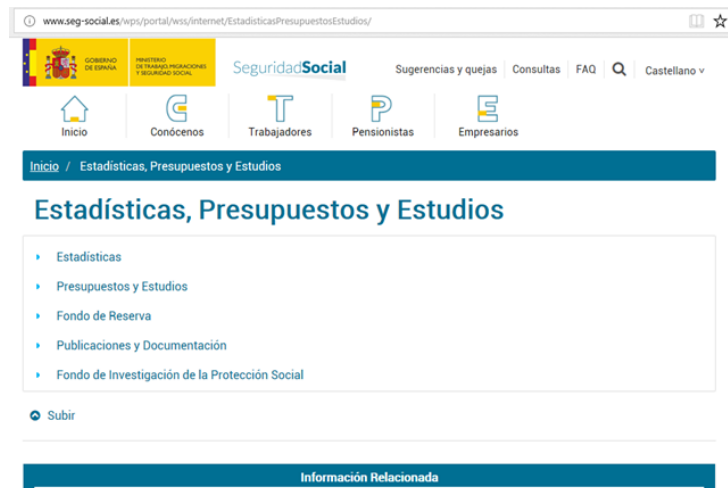 www.seg-social.es/wps/portal/wss/internet/EstadisticasPresupuestosEstudios/
GOBIERNO DE ESPAÑA
MINISTERIO DE TRABAJO, MIGRACIONES Y SEGURIDAD SOCIAL
SeguridadSocial
Sugerencias y quejas Consultas FAQ Castellano
Inicio Conócenos Trabajadores Pensionistas Empresarios
Inicio / Estadísticas, Presupuestos y Estudios
Estadísticas, Presupuestos y Estudios
Estadísticas
Presupuestos y Estudios
Fondo de Reserva
Publicaciones y Documentación
Fondo de Investigación de la Protección Social
Subir
Información Relacionada